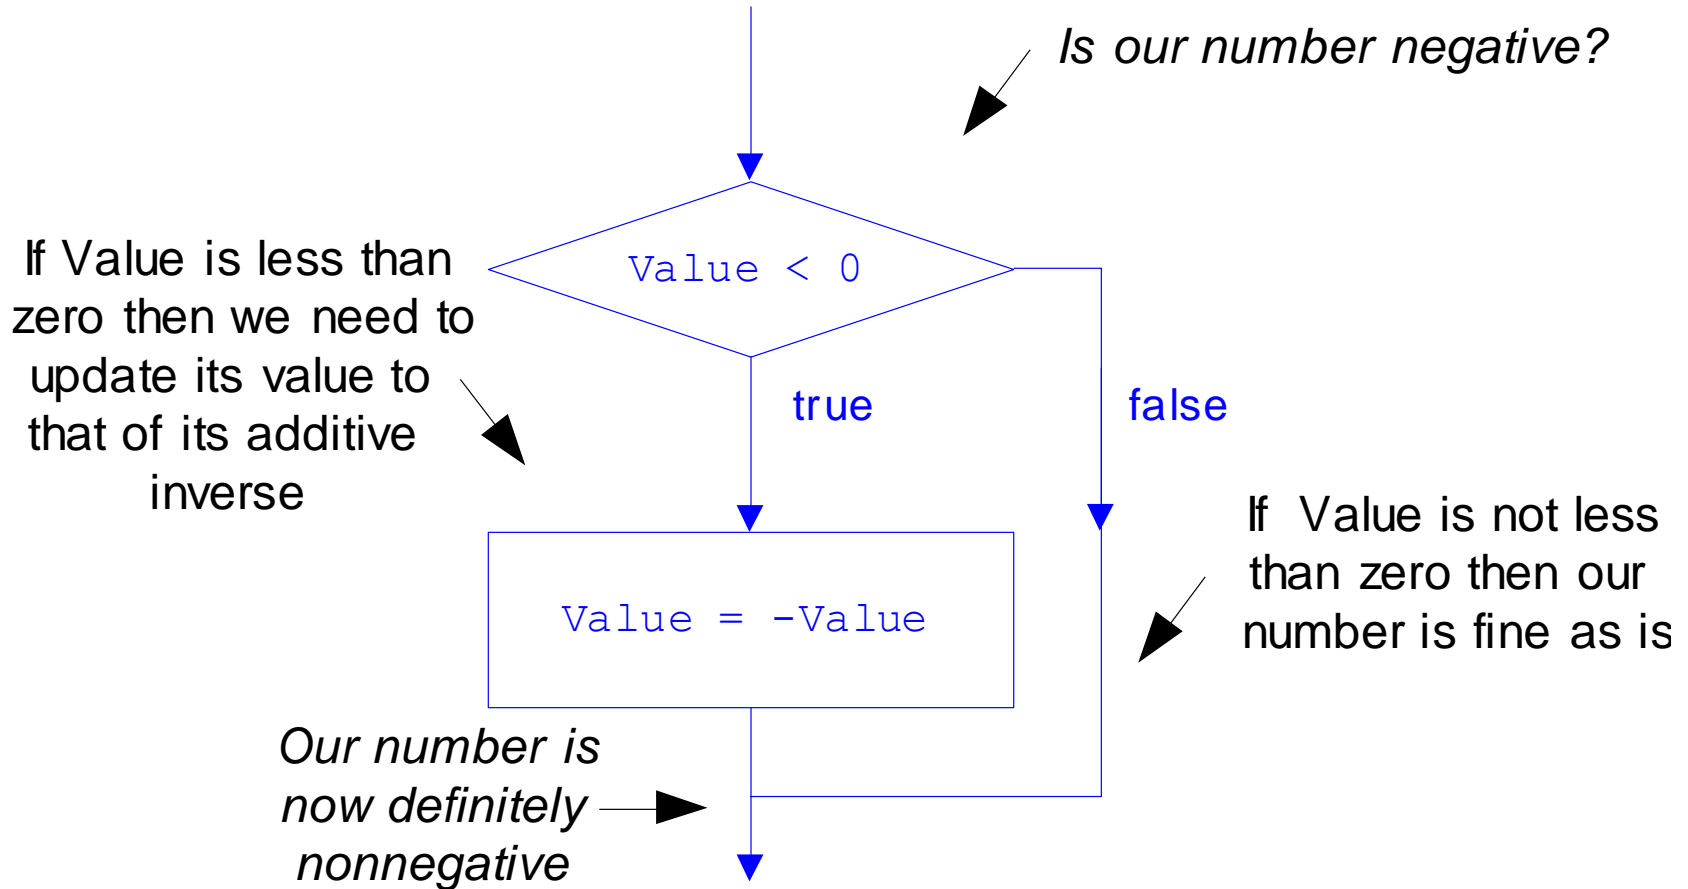 Is our number negative?
If Value is less than
zero then we need to
update its value to
that of its additive
inverse
Value < 0
true
false
Value = -Value
If Value is not less
than zero then our
number is fine as is
Our number is
now definitely
nonnegative